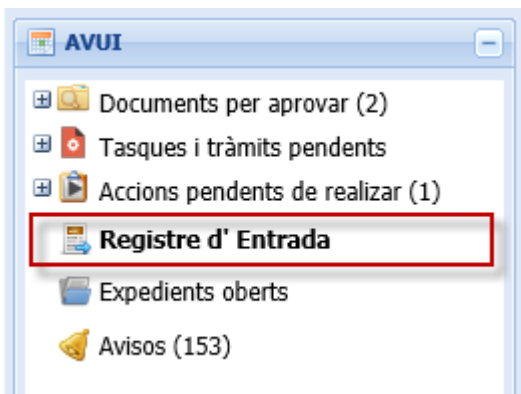 AVUI
Documents per aprovar (2)
Tasques i tràmits pendents
Accions pendents de realizar (1)
Registre d' Entrada
Expedients oberts
Avisos (153)